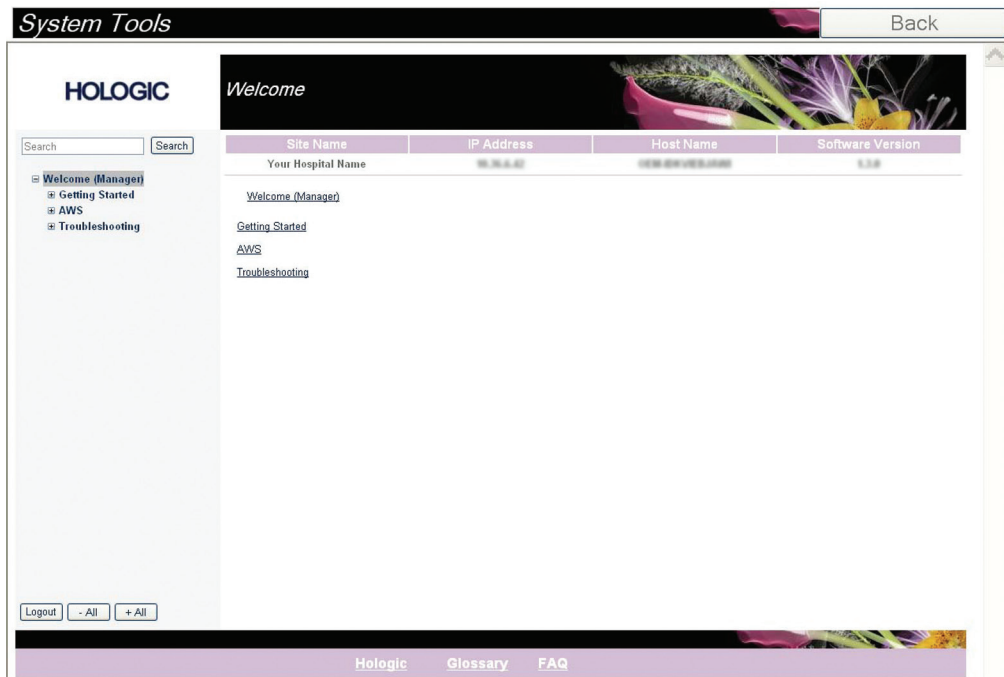 System Tools Back
HOLOGIC Welcome
Search Search
Site Name IP Address Host Name Software Version
Your Hospital Name
Welcome (Manager)
Getting Started
AWS
Troubleshooting
Welcome (Manager)
Getting Started
AWS
Troubleshooting
Logout - All + All
Hologic Glossary FAQ